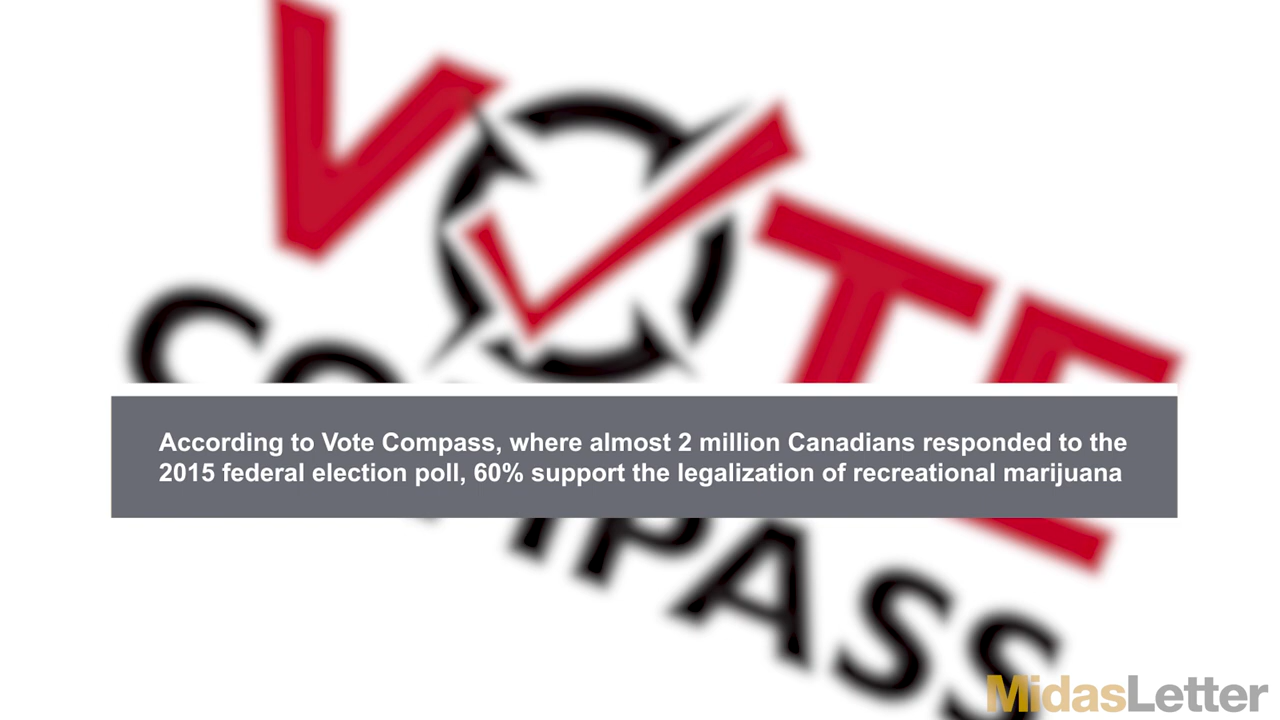 VOTE
COMPASS
According to Vote Compass, where almost 2 million Canadians responded to the
2015 federal election poll, 60% support the legalization of recreational marijuana
MidasLetter